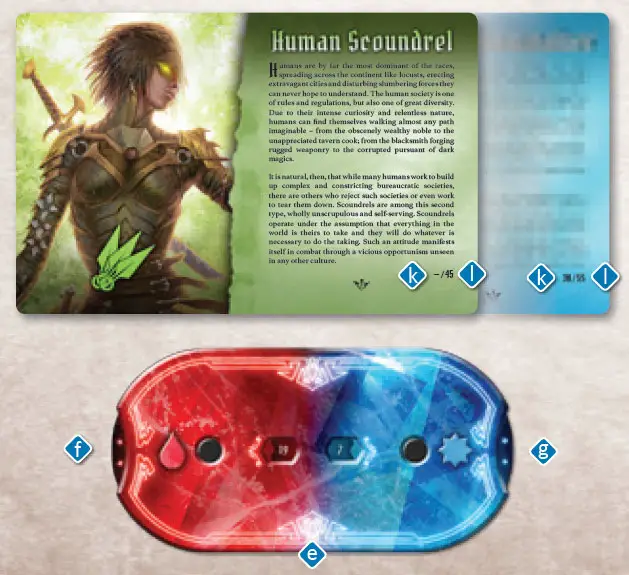 Human Scoundrel
Humans are by far the most dominant of the races,
spreading across the continent like locusts, erecting
extravagant cities and disturbing slumbering forces they
can never hope to understand. The human society is one
of rules and regulations, but also one of great diversity.
Due to their intense curiosity and relentless nature,
humans can find themselves walking almost any path
imaginable – from the obscenely wealthy noble to the
unappreciated tavern cook; from the blacksmith forging
rugged weaponry to the corrupted pursuant of dark
magics.
It is natural, then, that while many humans work to build
up complex and constricting bureaucratic societies,
there are others who reject such societies or even work
to tear them down. Scoundrels are among this second
type, wholly unscrupulous and self-serving. Scoundrels
operate under the assumption that everything in the
world is theirs to take and they will do whatever is
necessary to do the taking. Such an attitude manifests
itself in combat through a vicious opportunism unseen
in any other culture.
k – / 45 l
k l
f 19 7 g
e